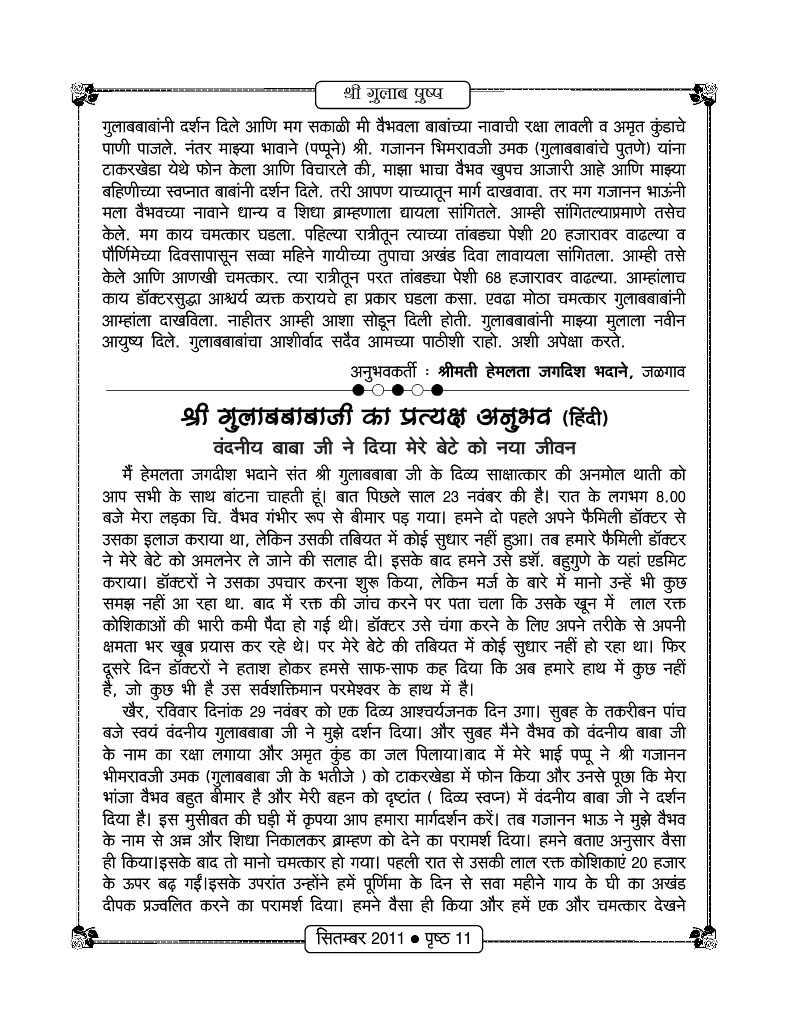 श्री गुलाब पुष्प
गुलाबबाबांनी दर्शन दिले आणि मग सकाळी मी वैभवला बाबांच्या नावाची रक्षा लावली व अमृत कुंडाचे
पाणी पाजले. नंतर माझ्या भावाने (पप्पूने) श्री. गजानन भिमरावजी उमक (गुलाबबाबांचे पुतणे) यांना
टाकरखेडा येथे फोन केला आणि विचारले की, माझा भाचा वैभव खुपच आजारी आहे आणि माझ्या
बहिणीच्या स्वप्नात बाबांनी दर्शन दिले. तरी आपण याच्यातून मार्ग दाखवावा. तर मग गजानन भाऊंनी
मला वैभवच्या नावाने धान्य व शिधा ब्राम्हणाला द्यायला सांगितले. आम्ही सांगितल्याप्रमाणे तसेच
केले. मग काय चमत्कार घडला. पहिल्या रात्रीतून त्याच्या तांबड्या पेशी 20 हजारावर वाढल्या व
पौर्णिमेच्या दिवसापासून सव्वा महिने गायीच्या तुपाचा अखंड दिवा लावायला सांगितला. आम्ही तसे
केले आणि आणखी चमत्कार. त्या रात्रीतून परत तांबड्या पेशी 68 हजारावर वाढल्या. आम्हांलाच
काय डॉक्टरसुद्धा आश्चर्य व्यक्त करायचे हा प्रकार घडला कसा. एवढा मोठा चमत्कार गुलाबबाबांनी
आम्हांला दाखविला. नाहीतर आम्ही आशा सोडून दिली होती. गुलाबबाबांनी माझ्या मुलाला नवीन
आयुष्य दिले. गुलाबबाबांचा आशीर्वाद सदैव आमच्या पाठीशी राहो. अशी अपेक्षा करते.
अनुभवकर्ती : श्रीमती हेमलता जगदिश भदाने, जळगाव
श्री गुलाबबाबाजी का प्रत्यक्ष अनुभव (हिंदी)
वंदनीय बाबा जी ने दिया मेरे बेटे को नया जीवन
मैं हेमलता जगदीश भदाने संत श्री गुलाबबाबा जी के दिव्य साक्षात्कार की अनमोल थाती को
आप सभी के साथ बांटना चाहती हूं। बात पिछले साल 23 नवंबर की है। रात के लगभग 8.00
बजे मेरा लड़का चि. वैभव गंभीर रूप से बीमार पड़ गया। हमने दो पहले अपने फैमिली डॉक्टर से
उसका इलाज कराया था, लेकिन उसकी तबियत में कोई सुधार नहीं हुआ। तब हमारे फैमिली डॉक्टर
ने मेरे बेटे को अमलनेर ले जाने की सलाह दी। इसके बाद हमने उसे डशॅ. बहुगुणे के यहां एडमिट
कराया। डॉक्टरों ने उसका उपचार करना शुरू किया, लेकिन मर्ज के बारे में मानो उन्हें भी कुछ
समझ नहीं आ रहा था. बाद में रक्त की जांच करने पर पता चला कि उसके खून में लाल रक्त
कोशिकाओं की भारी कमी पैदा हो गई थी। डॉक्टर उसे चंगा करने के लिए अपने तरीके से अपनी
क्षमता भर खूब प्रयास कर रहे थे। पर मेरे बेटे की तबियत में कोई सुधार नहीं हो रहा था। फिर
दूसरे दिन डॉक्टरों ने हताश होकर हमसे साफ-साफ कह दिया कि अब हमारे हाथ में कुछ नहीं
है, जो कुछ भी है उस सर्वशक्तिमान परमेश्वर के हाथ में है।
खैर, रविवार दिनांक 29 नवंबर को एक दिव्य आश्चर्यजनक दिन उगा। सुबह के तकरीबन पांच
बजे स्वयं वंदनीय गुलाबबाबा जी ने मुझे दर्शन दिया। और सुबह मैने वैभव को वंदनीय बाबा जी
के नाम का रक्षा लगाया और अमृत कुंड का जल पिलाया।बाद में मेरे भाई पप्पू ने श्री गजानन
भीमरावजी उमक (गुलाबबाबा जी के भतीजे ) को टाकरखेडा में फोन किया और उनसे पूछा कि मेरा
भांजा वैभव बहुत बीमार है और मेरी बहन को दृष्टांत ( दिव्य स्वप्न) में वंदनीय बाबा जी ने दर्शन
दिया है। इस मुसीबत की घड़ी में कृपया आप हमारा मार्गदर्शन करें। तब गजानन भाऊ ने मुझे वैभव
के नाम से अन्न और शिधा निकालकर ब्राम्हण को देने का परामर्श दिया। हमने बताए अनुसार वैसा
ही किया।इसके बाद तो मानो चमत्कार हो गया। पहली रात से उसकी लाल रक्त कोशिकाएं 20 हजार
के ऊपर बढ़ गईं।इसके उपरांत उन्होंने हमें पूर्णिमा के दिन से सवा महीने गाय के घी का अखंड
दीपक प्रज्वलित करने का परामर्श दिया। हमने वैसा ही किया और हमें एक और चमत्कार देखने
सितम्बर 2011 ● पृष्ठ 11